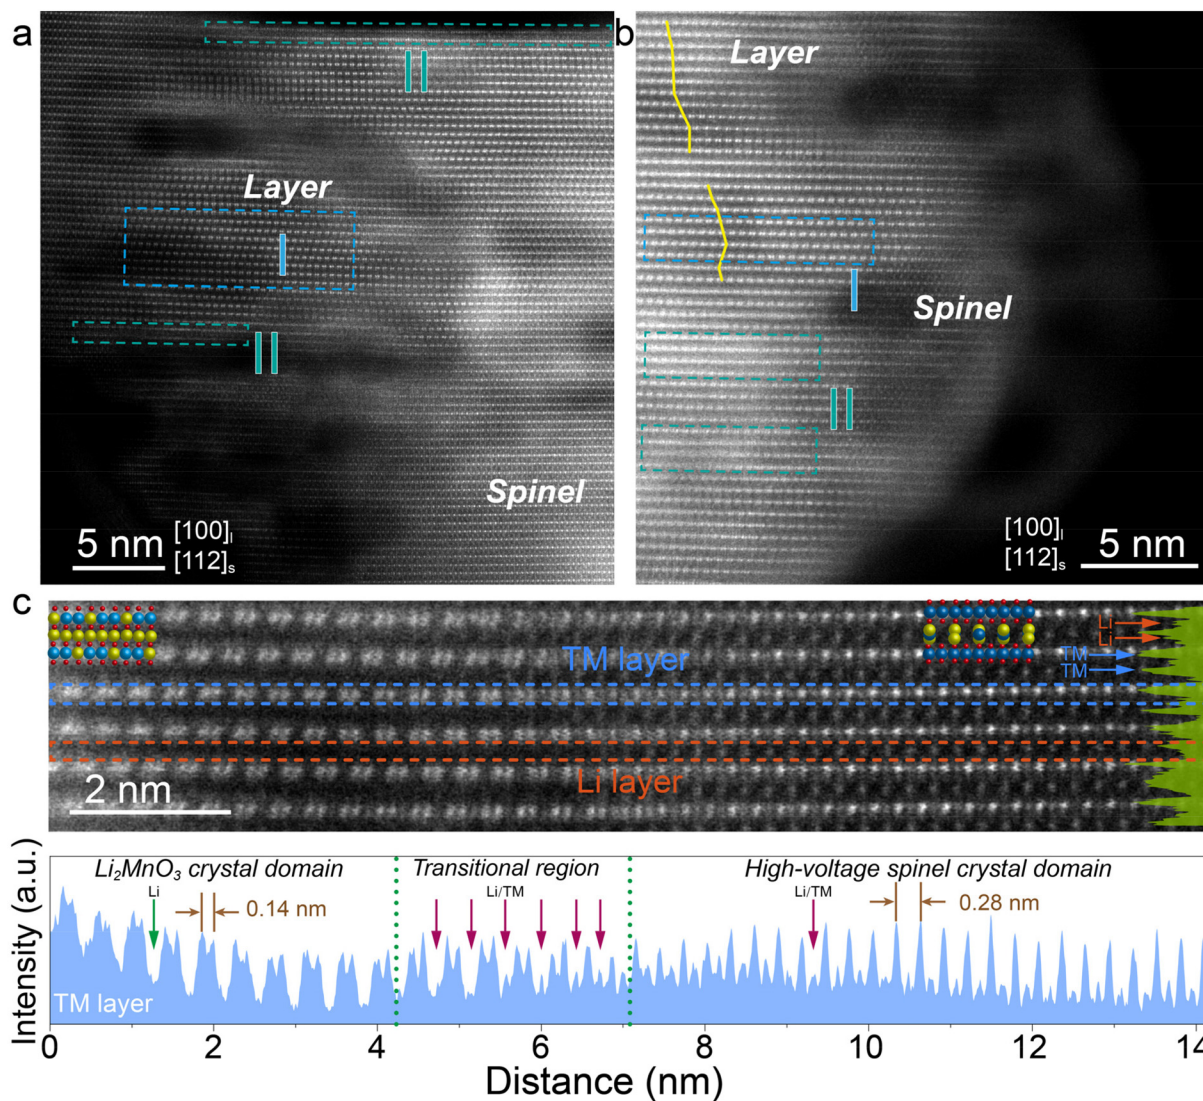 a
Layer
Spinel
5 nm
[100]ₗ
[112]ₛ
b
Layer
Spinel
[100]ₗ
[112]ₛ
5 nm
c
TM layer
Li layer
2 nm
Li
Li
TM
TM
Intensity (a.u.)
Li₂MnO₃ crystal domain
Transitional region
High-voltage spinel crystal domain
Li
0.14 nm
Li/TM
Li/TM
0.28 nm
TM layer
0
2
4
6
8
10
12
14
Distance (nm)